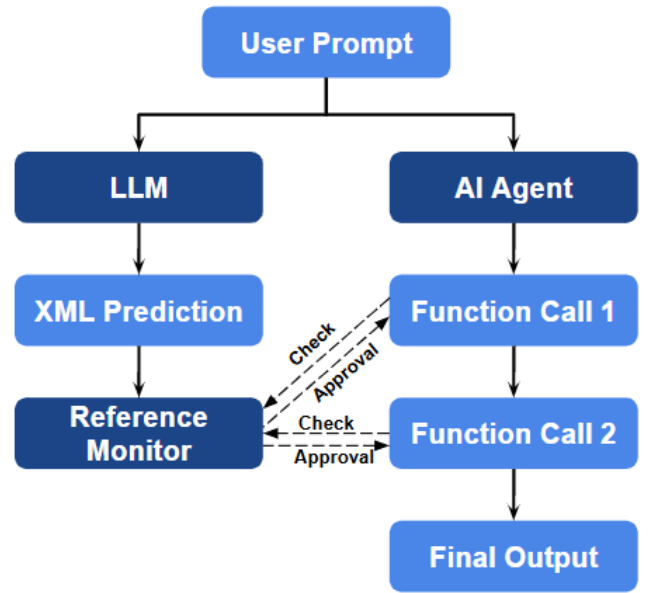 User Prompt
LLM
AI Agent
XML Prediction
Function Call 1
Check
Approval
Reference
Monitor
Check
Approval
Function Call 2
Final Output